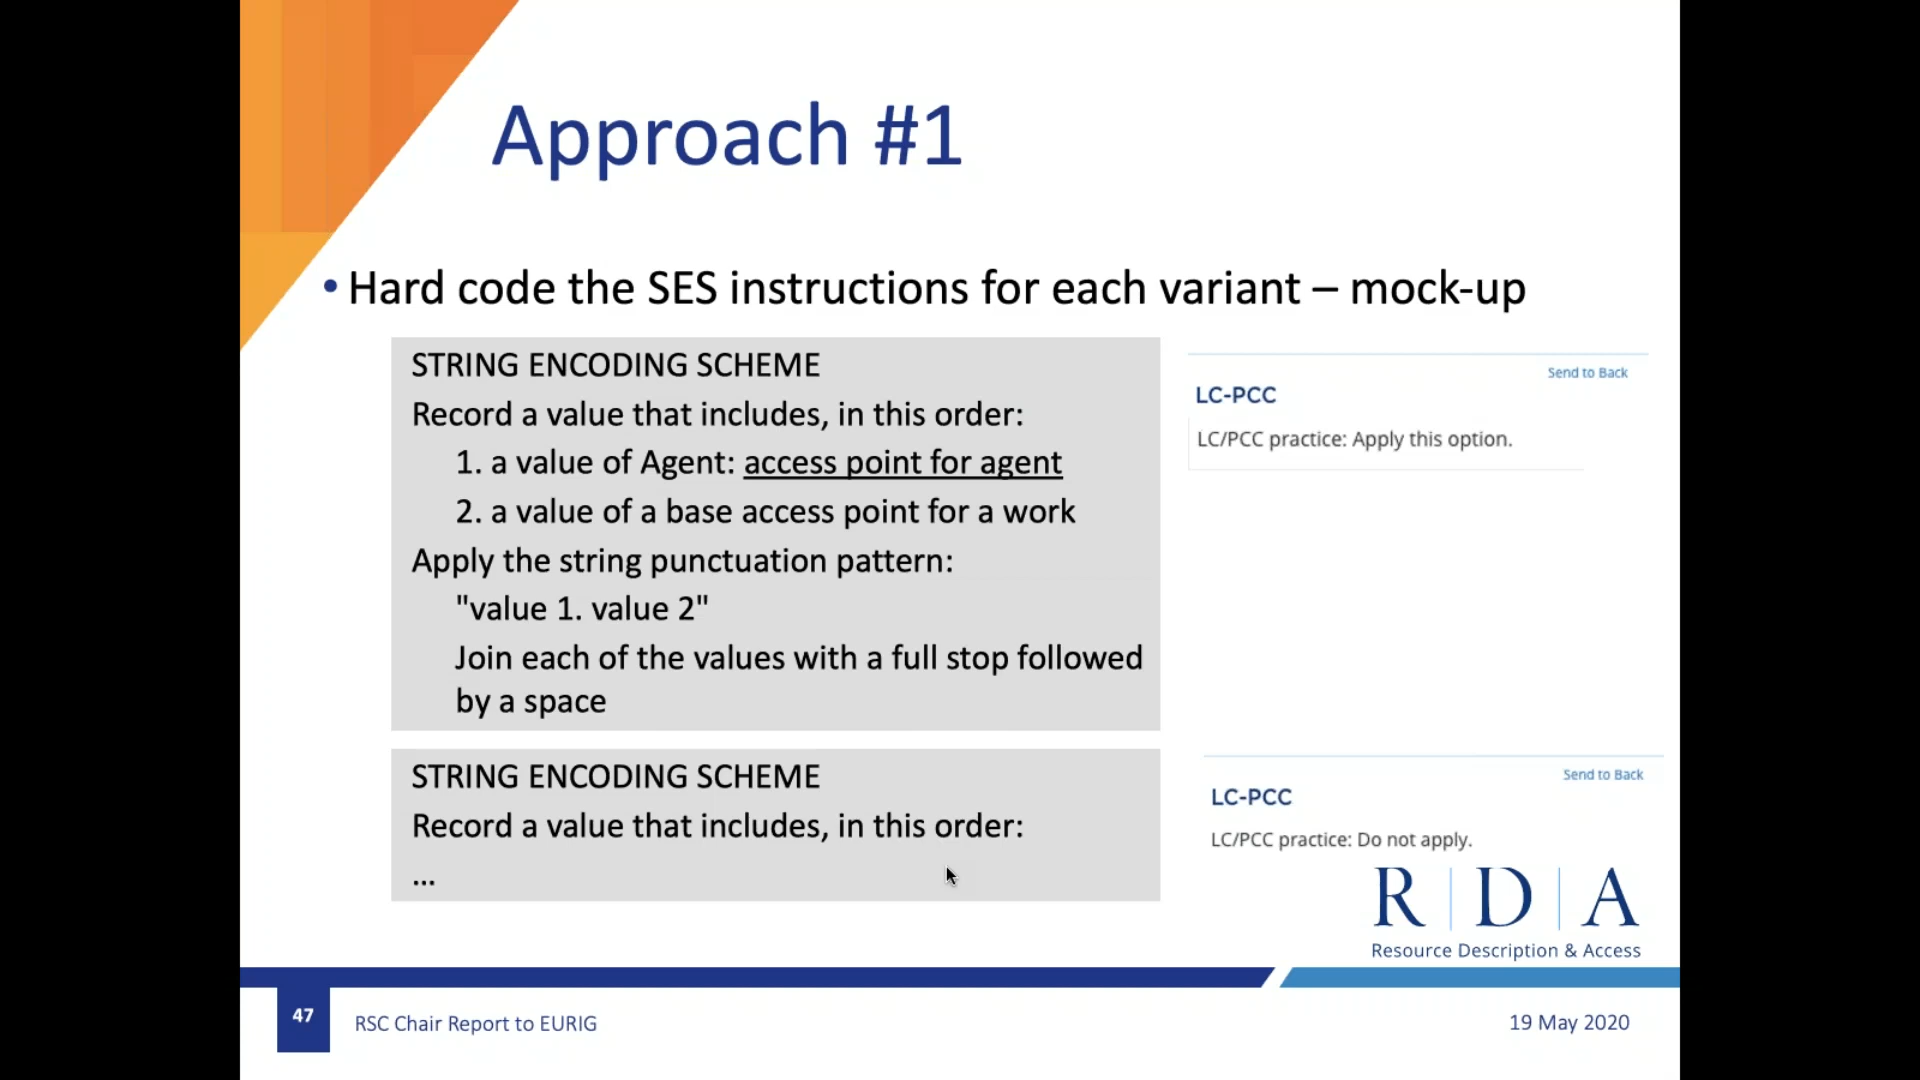 Approach #1
• Hard code the SES instructions for each variant – mock-up
STRING ENCODING SCHEME
Record a value that includes, in this order:
1. a value of Agent: access point for agent
2. a value of a base access point for a work
Apply the string punctuation pattern:
"value 1. value 2"
Join each of the values with a full stop followed
by a space
Send to Back
LC-PCC
LC/PCC practice: Apply this option.
STRING ENCODING SCHEME
Record a value that includes, in this order:
...
Send to Back
LC-PCC
LC/PCC practice: Do not apply.
R|D|A
Resource Description & Access
47
RSC Chair Report to EURIG
19 May 2020